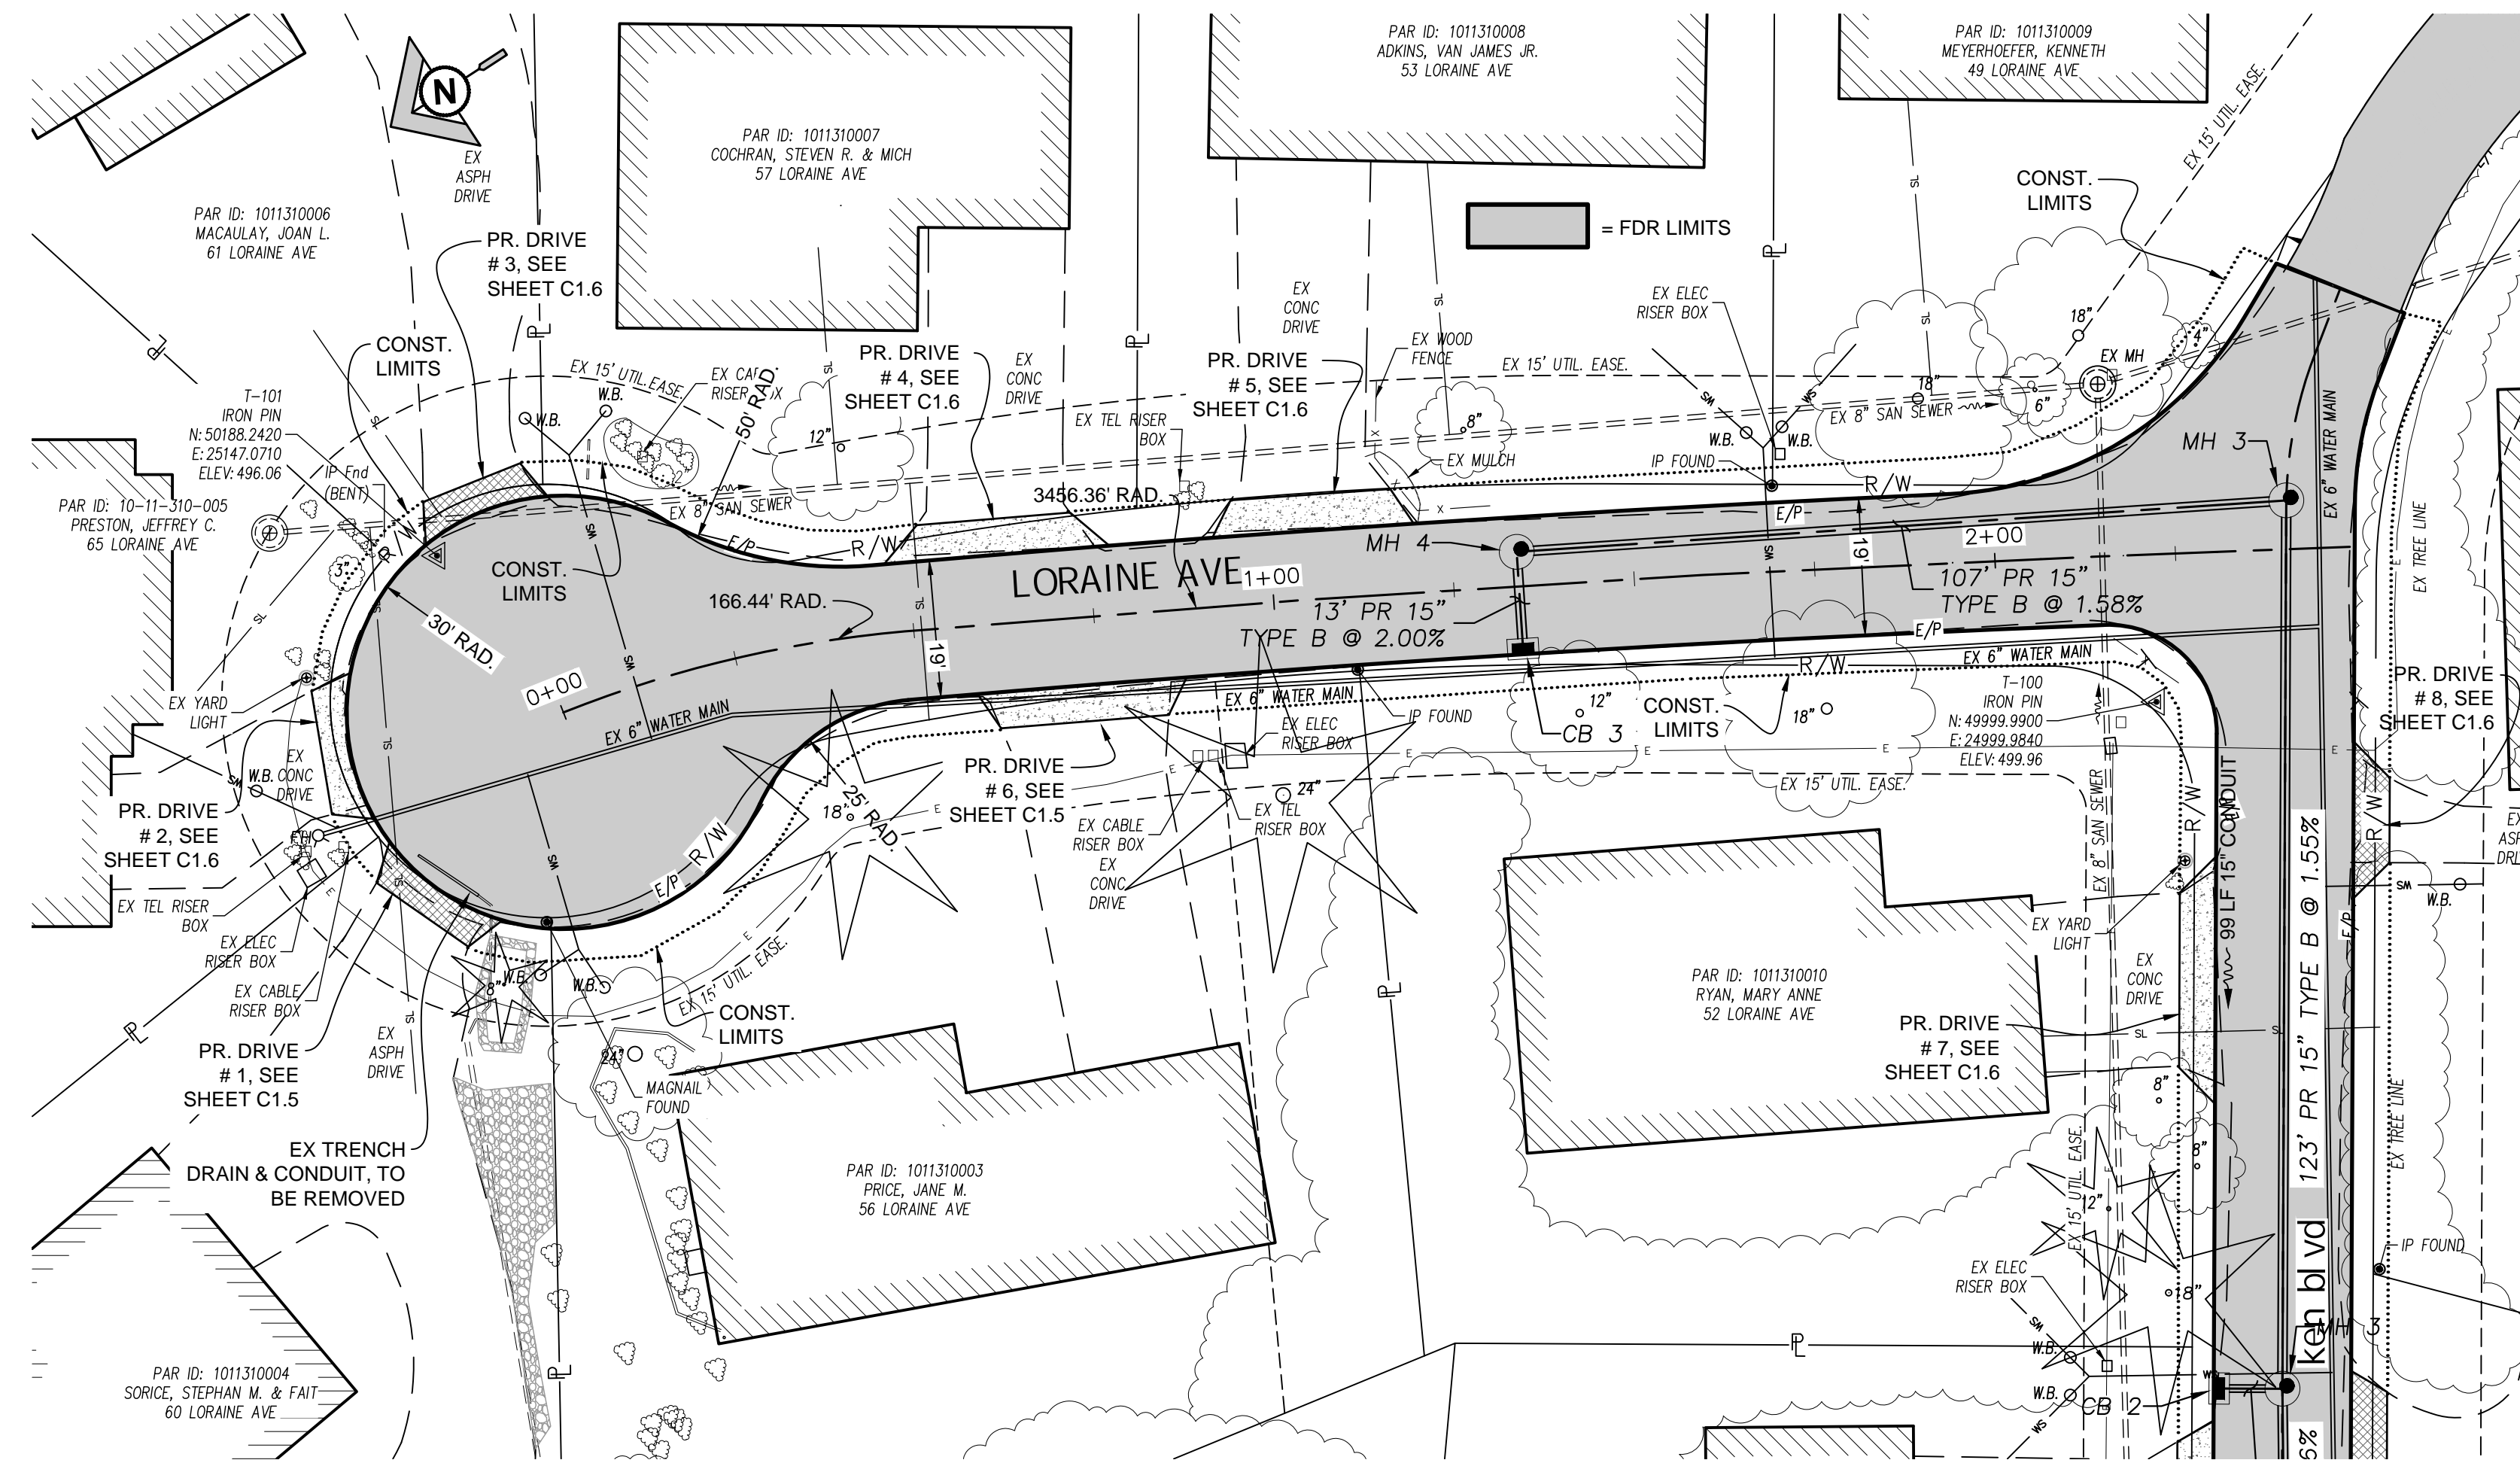 N
EX
ASPH
DRIVE
PAR ID: 1011310006
MACAULAY, JOAN L.
61 LORAINE AVE
PAR ID: 1011310007
COCHRAN, STEVEN R. & MICH
57 LORAINE AVE
PAR ID: 1011310008
ADKINS, VAN JAMES JR.
53 LORAINE AVE
PAR ID: 1011310009
MEYERHOEFER, KENNETH
49 LORAINE AVE
= FDR LIMITS
CONST.
LIMITS
EX 15' UTIL. EASE.
PR. DRIVE
# 3, SEE
SHEET C1.6
CONST.
LIMITS
T-101
IRON PIN
N: 50188.2420
E: 25147.0710
ELEV: 496.06
IP Fnd
(BENT)
PAR ID: 10-11-310-005
PRESTON, JEFFREY C.
65 LORAINE AVE
EX 15' UTIL. EASE.
W.B.
W.B.
50' RAD.
12"
PR. DRIVE
# 4, SEE
SHEET C1.6
EX
CONC
DRIVE
EX TEL RISER
BOX
EX
CONC
DRIVE
PR. DRIVE
# 5, SEE
SHEET C1.6
EX WOOD
FENCE
EX MULCH
8"
EX 15' UTIL. EASE.
EX ELEC
RISER BOX
W.B.
W.B.
IP FOUND
EX 8" SAN SEWER
18"
18"
6"
4"
EX MH
MH 3
EX 6" WATER MAIN
EX 8" SAN SEWER
3456.36' RAD.
R/W
R/W
R/W
E/P
E/P
3"
CONST.
LIMITS
30' RAD.
166.44' RAD.
LORAINE AVE
0+00
1+00
2+00
19'
19'
MH 4
13' PR 15"
TYPE B @ 2.00%
107' PR 15"
TYPE B @ 1.58%
E/P
R/W
EX 6" WATER MAIN
EX 6" WATER MAIN
EX 6" WATER MAIN
EX TREE LINE
EX YARD
LIGHT
EX
CONC
DRIVE
W.B.
PR. DRIVE
# 2, SEE
SHEET C1.6
FH
EX TEL RISER
BOX
EX ELEC
RISER BOX
EX CABLE
RISER BOX
PR. DRIVE
# 1, SEE
SHEET C1.5
EX
ASPH
DRIVE
EX TRENCH
DRAIN & CONDUIT, TO
BE REMOVED
E/P
R/W
25' RAD.
18"
PR. DRIVE
# 6, SEE
SHEET C1.5
EX CABLE
RISER BOX
EX
CONC
DRIVE
EX ELEC
RISER BOX
EX TEL
RISER BOX
24"
IP FOUND
12"
CB 3
CONST.
LIMITS
18"
EX 15' UTIL. EASE.
T-100
IRON PIN
N: 49999.9900
E: 24999.9840
ELEV: 499.96
EX 8" SAN SEWER
R/W
99 LF 15" CONDUIT
123' PR 15" TYPE B @ 1.55%
R/W
E/P
PR. DRIVE
# 8, SEE
SHEET C1.6
W.B.
8"
W.B.
W.B.
EX 15' UTIL. EASE.
CONST.
LIMITS
24"
MAGNAIL
FOUND
PAR ID: 1011310003
PRICE, JANE M.
56 LORAINE AVE
PAR ID: 1011310010
RYAN, MARY ANNE
52 LORAINE AVE
EX YARD
LIGHT
EX
CONC
DRIVE
PR. DRIVE
# 7, SEE
SHEET C1.6
8"
8"
EX 15' UTIL. EASE.
18"
EX TREE LINE
IP FOUND
EX ELEC
RISER BOX
W.B.
W.B.
CB 2
MH 3
ken blvd
PAR ID: 1011310004
SORICE, STEPHAN M. & FAIT
60 LORAINE AVE